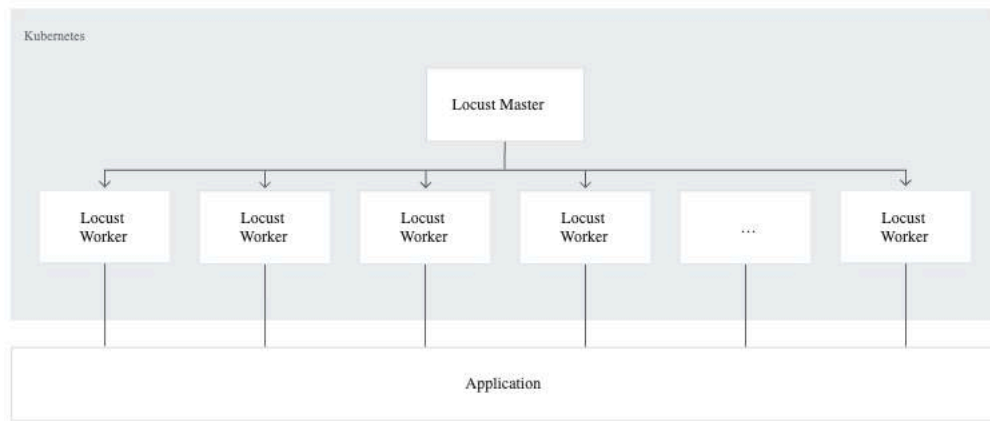 Kubernetes
Locust Master
Locust
Worker
Locust
Worker
Locust
Worker
Locust
Worker
...
Locust
Worker
Application